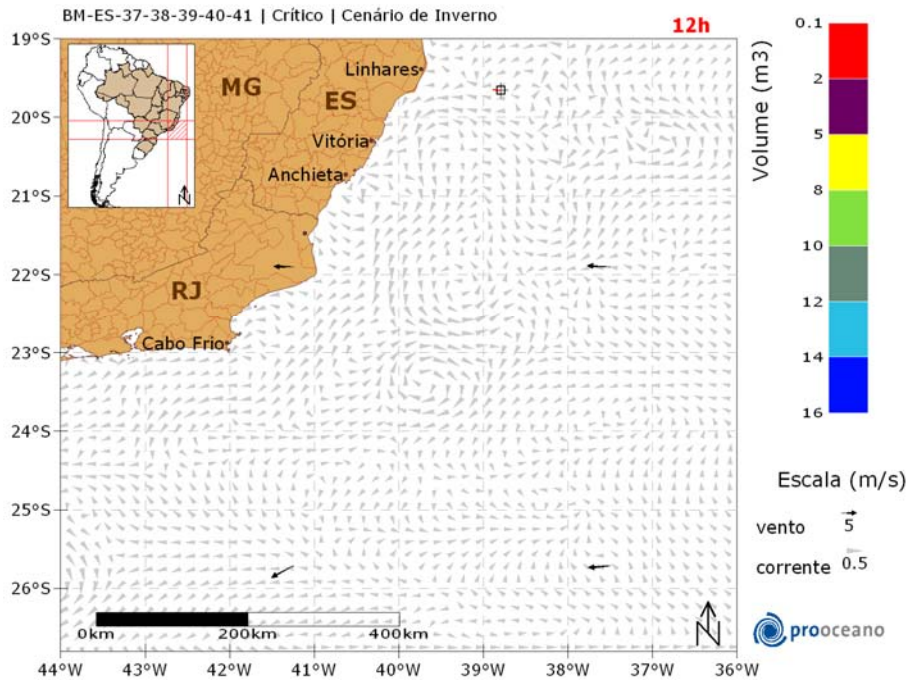 BM-ES-37-38-39-40-41 | Crítico | Cenário de Inverno
12h
19°S
20°S
21°S
22°S
23°S
24°S
25°S
26°S
MG
ES
RJ
Linhares
Vitória
Anchieta
Cabo Frio
N
0km
200km
400km
N
44°W
43°W
42°W
41°W
40°W
39°W
38°W
37°W
36°W
Volume (m3)
0.1
2
5
8
10
12
14
16
Escala (m/s)
vento 5
corrente 0.5
prooceano